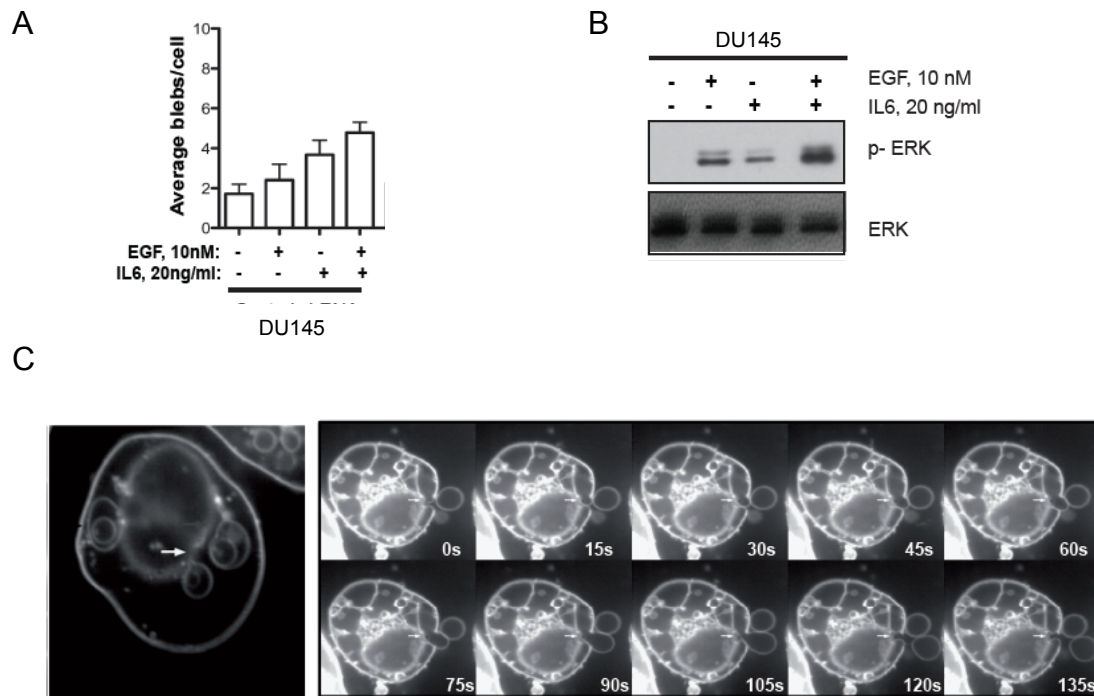 A
Average blebs/cell
10
8
6
4
2
0
EGF, 10nM: - + - +
IL6, 20ng/ml: - - + +
DU145
B
DU145
- + - + EGF, 10 nM
- - + + IL6, 20 ng/ml
p- ERK
ERK
C
0s 15s 30s 45s 60s
75s 90s 105s 120s 135s